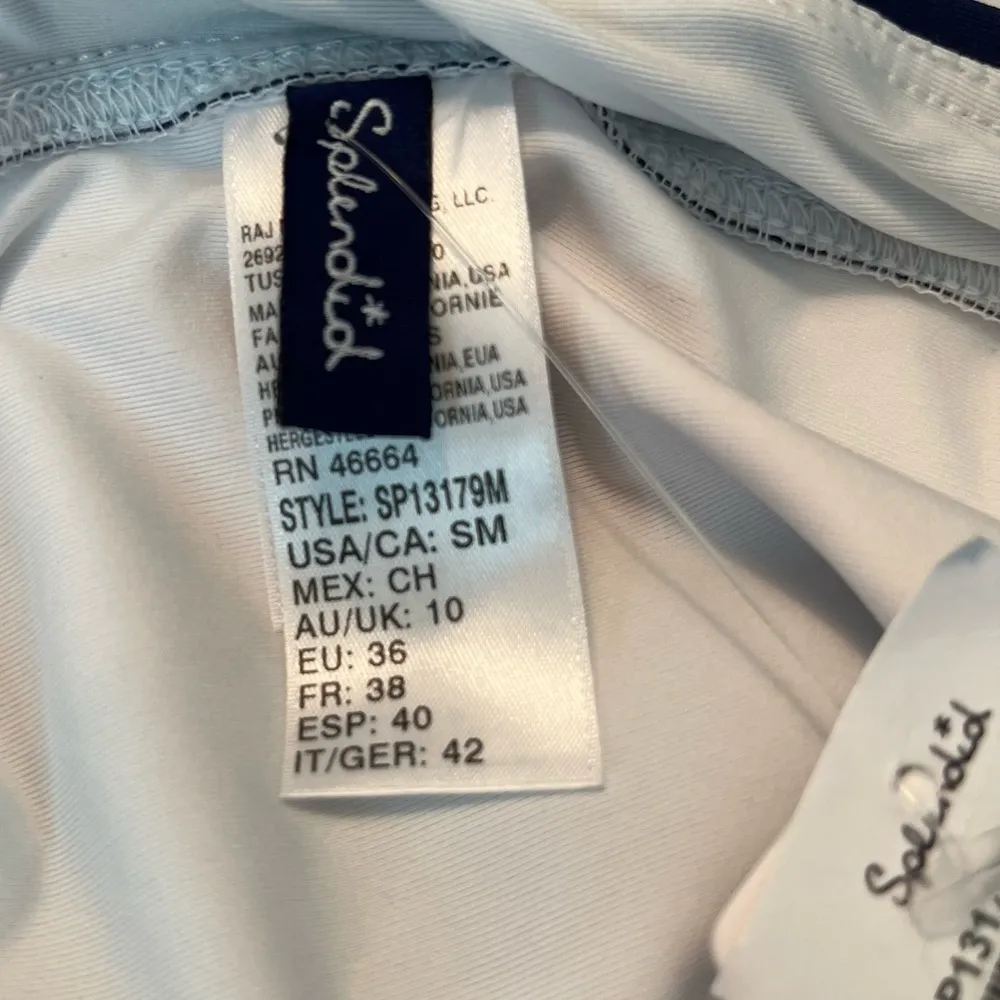 Splendid*
RAJ G, LLC.
2692 0
TUS NIA, USA
MA ORNIE
FA S
AU NIA, EUA
HE ORNIA, USA
P ORNIA, USA
HERGESTE
RN 46664
STYLE: SP13179M
USA/CA: SM
MEX: CH
AU/UK: 10
EU: 36
FR: 38
ESP: 40
IT/GER: 42
Splendid*
P131